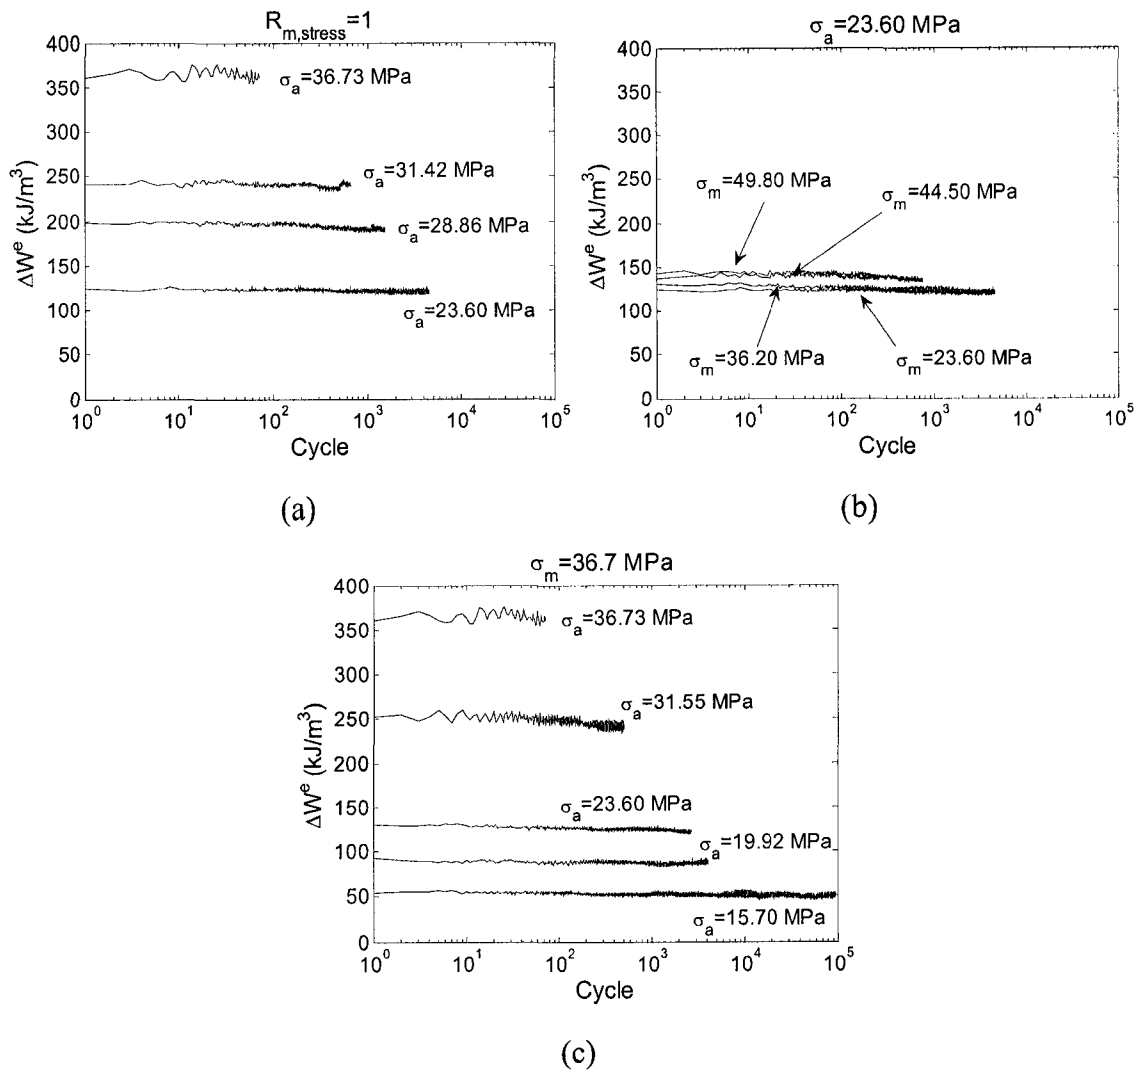 R_m,stress=1
400
350
300
250
200
150
100
50
0
ΔW^e (kJ/m^3)
σ_a=36.73 MPa
σ_a=31.42 MPa
σ_a=28.86 MPa
σ_a=23.60 MPa
10^0 10^1 10^2 10^3 10^4 10^5
Cycle
(a)
σ_a=23.60 MPa
400
350
300
250
200
150
100
50
0
ΔW^e (kJ/m^3)
σ_m=49.80 MPa
σ_m=44.50 MPa
σ_m=36.20 MPa
σ_m=23.60 MPa
10^0 10^1 10^2 10^3 10^4 10^5
Cycle
(b)
σ_m=36.7 MPa
400
350
300
250
200
150
100
50
0
ΔW^e (kJ/m^3)
σ_a=36.73 MPa
σ_a=31.55 MPa
σ_a=23.60 MPa
σ_a=19.92 MPa
σ_a=15.70 MPa
10^0 10^1 10^2 10^3 10^4 10^5
Cycle
(c)